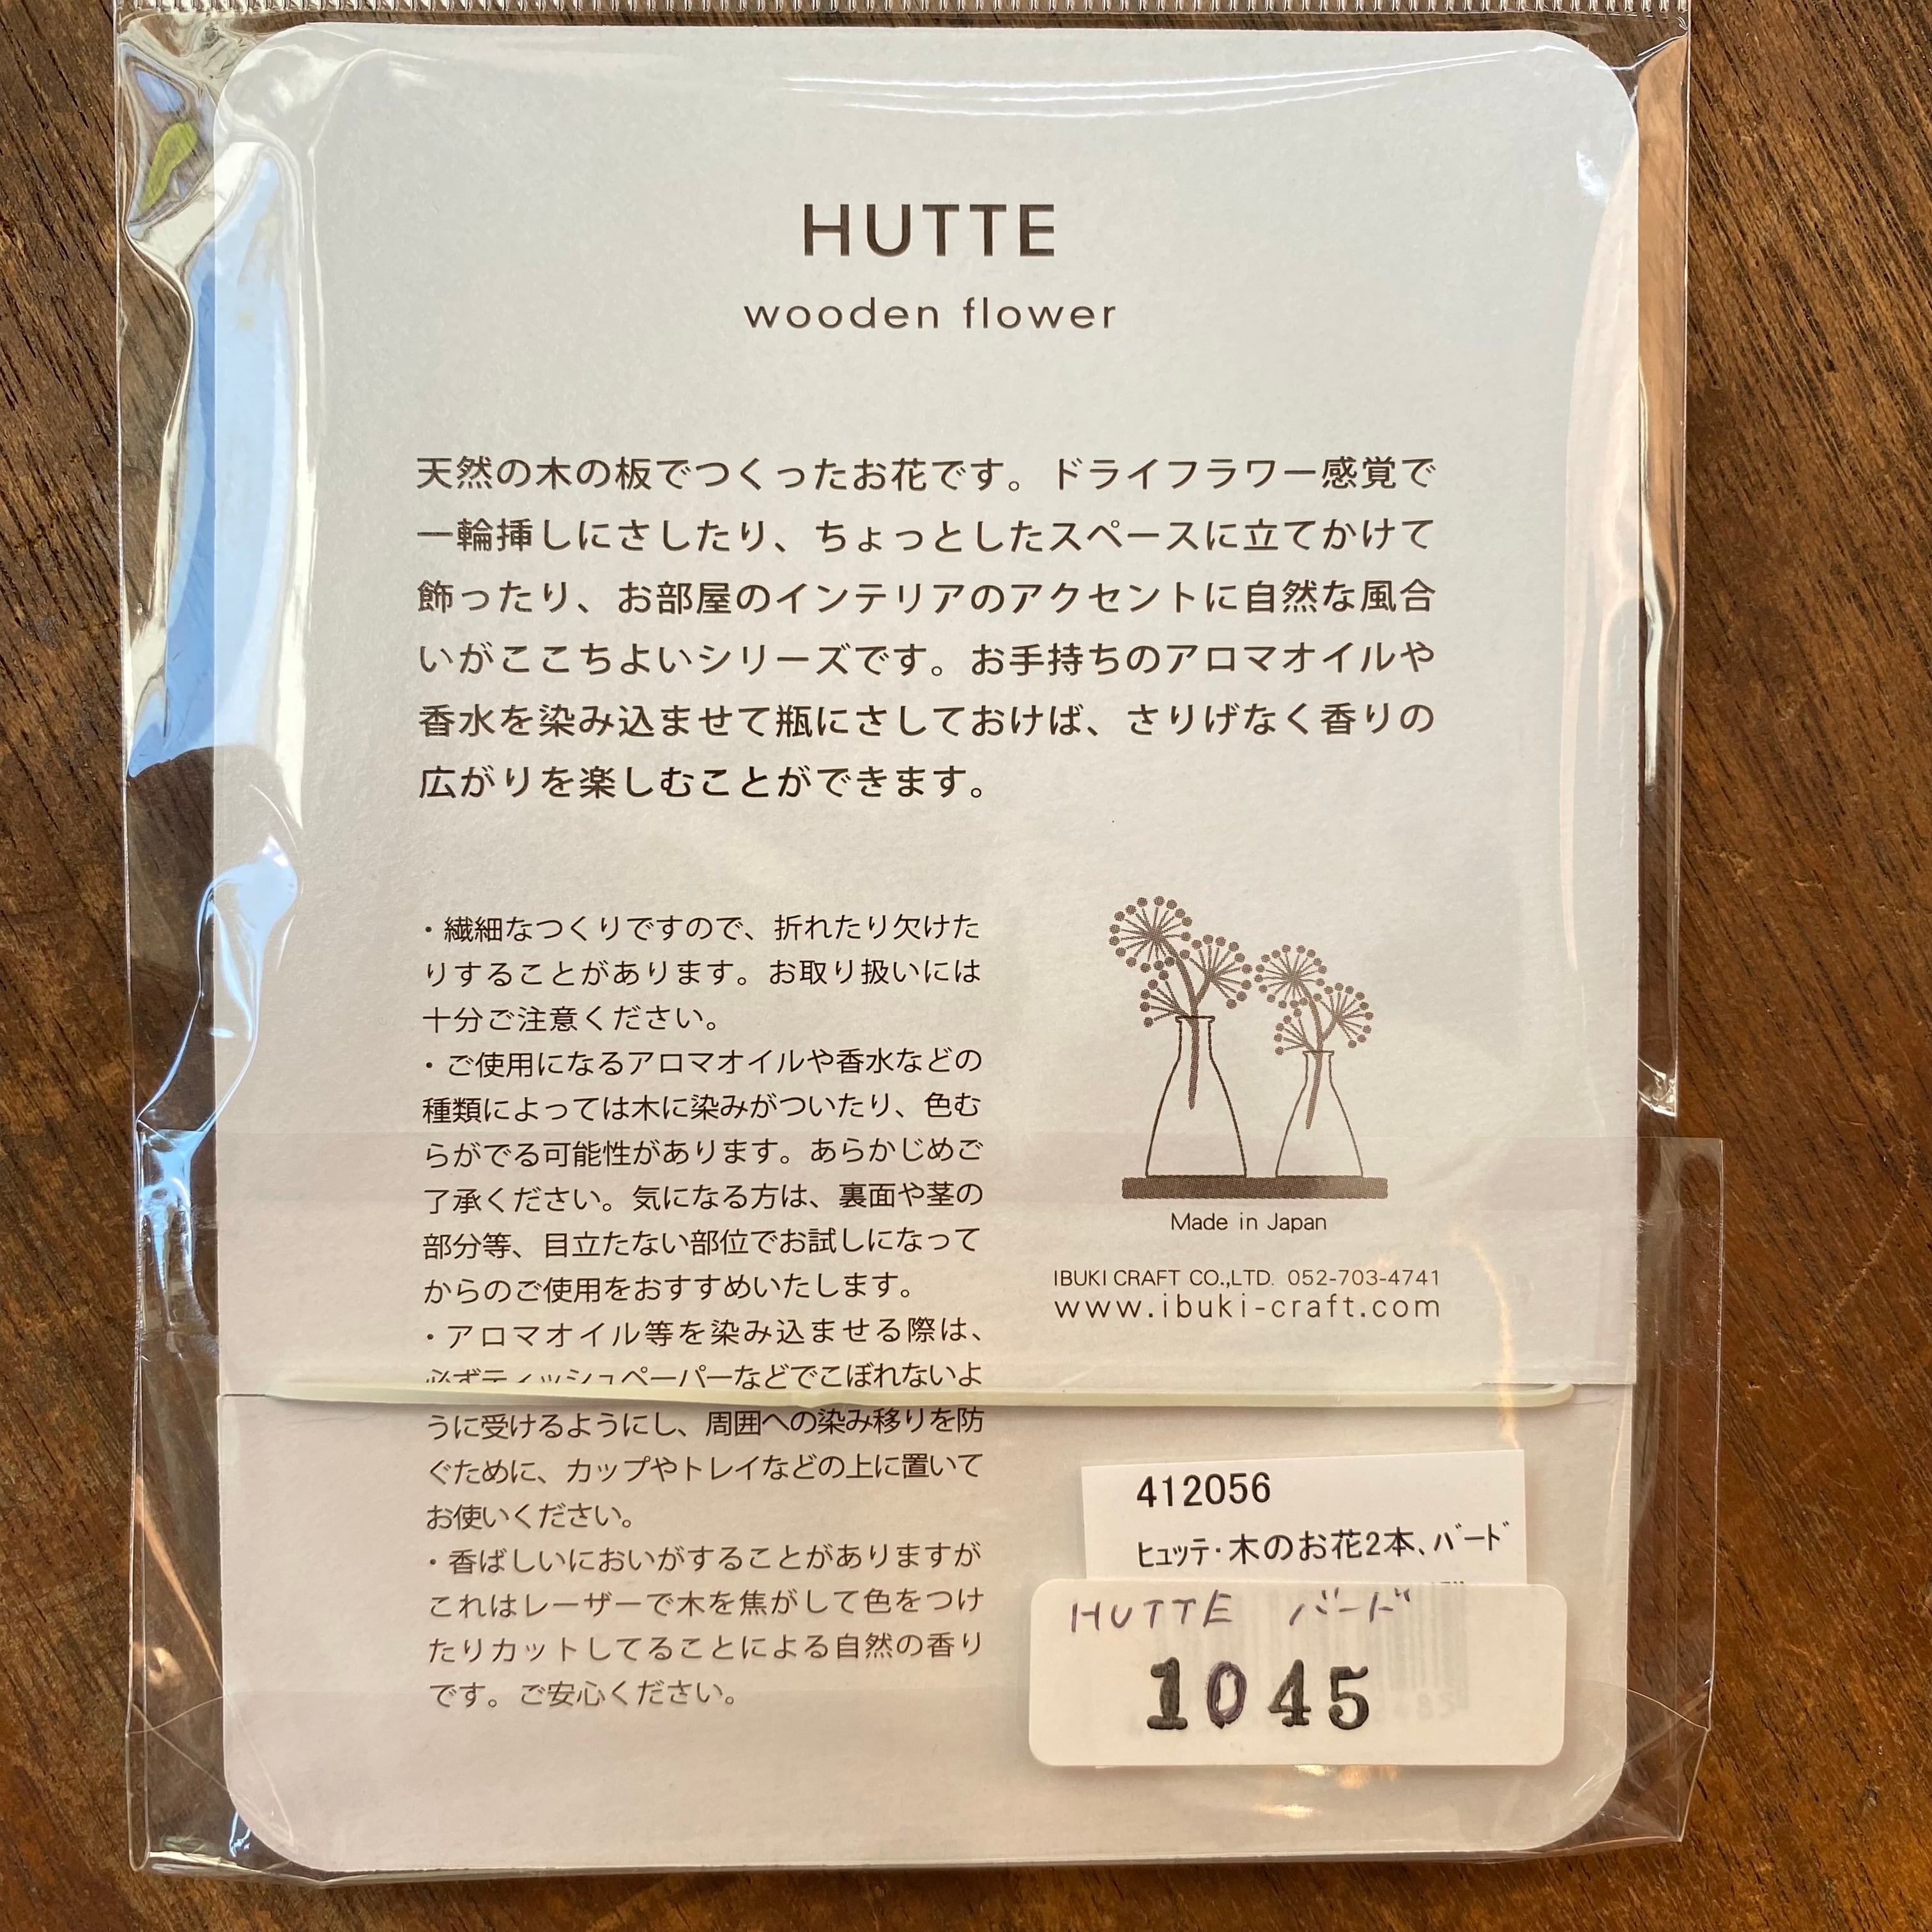 HUTTE
wooden flower
天然の木の板でつくったお花です。ドライフラワー感覚で
一輪挿しにさしたり、ちょっとしたスペースに立てかけて
飾ったり、お部屋のインテリアのアクセントに自然な風合
いがここちよいシリーズです。お手持ちのアロマオイルや
香水を染み込ませて瓶にさしておけば、さりげなく香りの
広がりを楽しむことができます。
・繊細なつくりですので、折れたり欠けた
りすることがあります。お取り扱いには
十分ご注意ください。
・ご使用になるアロマオイルや香水などの
種類によっては木に染みがついたり、色む
らがでる可能性があります。あらかじめご
了承ください。気になる方は、裏面や茎の
部分等、目立たない部位でお試しになって
からのご使用をおすすめいたします。
・アロマオイル等を染み込ませる際は、
必ずティッシュペーパーなどでこぼれないよ
うに受けるようにし、周囲への染み移りを防
ぐために、カップやトレイなどの上に置いて
お使いください。
・香ばしいにおいがすることがありますが
これはレーザーで木を焦がして色をつけ
たりカットしてることによる自然の香り
です。ご安心ください。
Made in Japan
IBUKI CRAFT CO.,LTD. 052-703-4741
www.ibuki-craft.com
412056
ﾋｭｯﾃ･木のお花2本､ﾊﾞｰﾄﾞ
HUTTE バード
1045